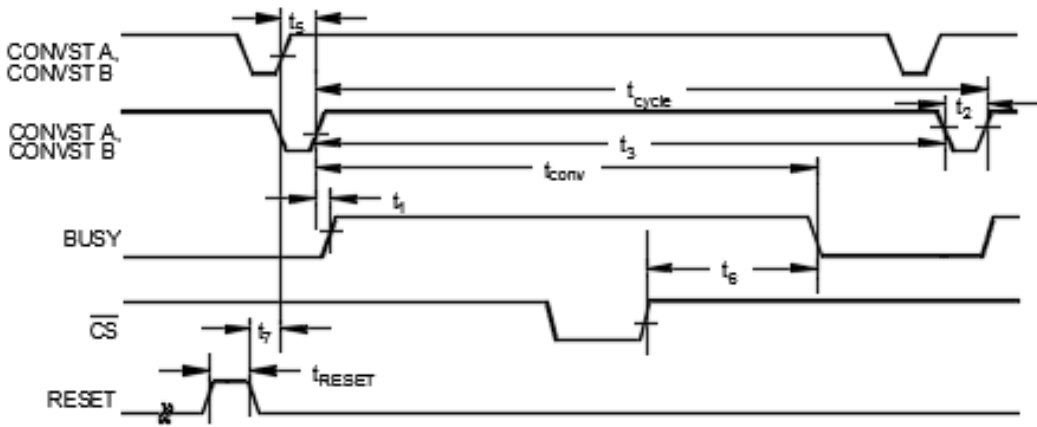 t5
CONVST A,
CONVST B
tcycle
t2
CONVST A,
CONVST B
t3
tconv
t1
BUSY
t6
CS
t7
tRESET
RESET